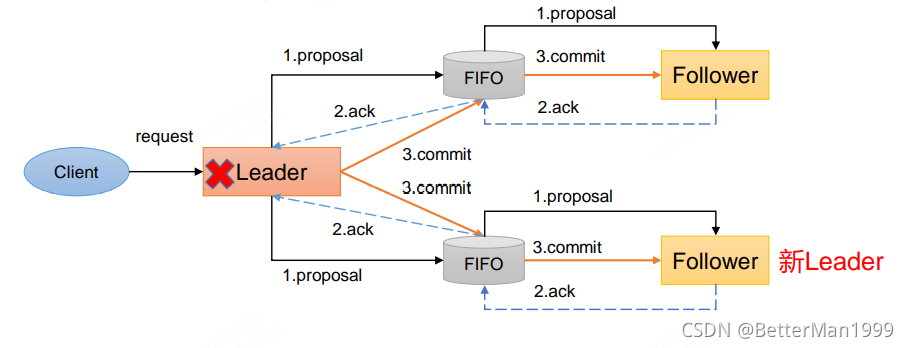 1.proposal
1.proposal
3.commit
FIFO
Follower
2.ack
2.ack
request
3.commit
Client
Leader
3.commit
1.proposal
2.ack
3.commit
FIFO
Follower
新Leader
1.proposal
2.ack
CSDN @BetterMan1999